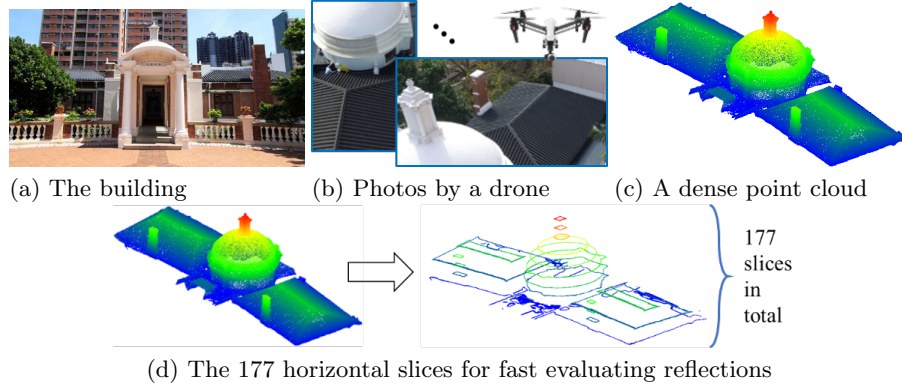 (a) The building
(b) Photos by a drone
(c) A dense point cloud
177
slices
in
total
(d) The 177 horizontal slices for fast evaluating reflections